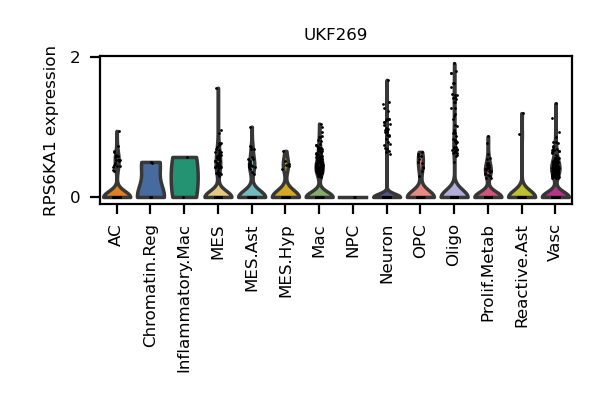 UKF269
RPS6KA1 expression
2
0
AC
Chromatin.Reg
Inflammatory.Mac
MES
MES.Ast
MES.Hyp
Mac
NPC
Neuron
OPC
Oligo
Prolif.Metab
Reactive.Ast
Vasc